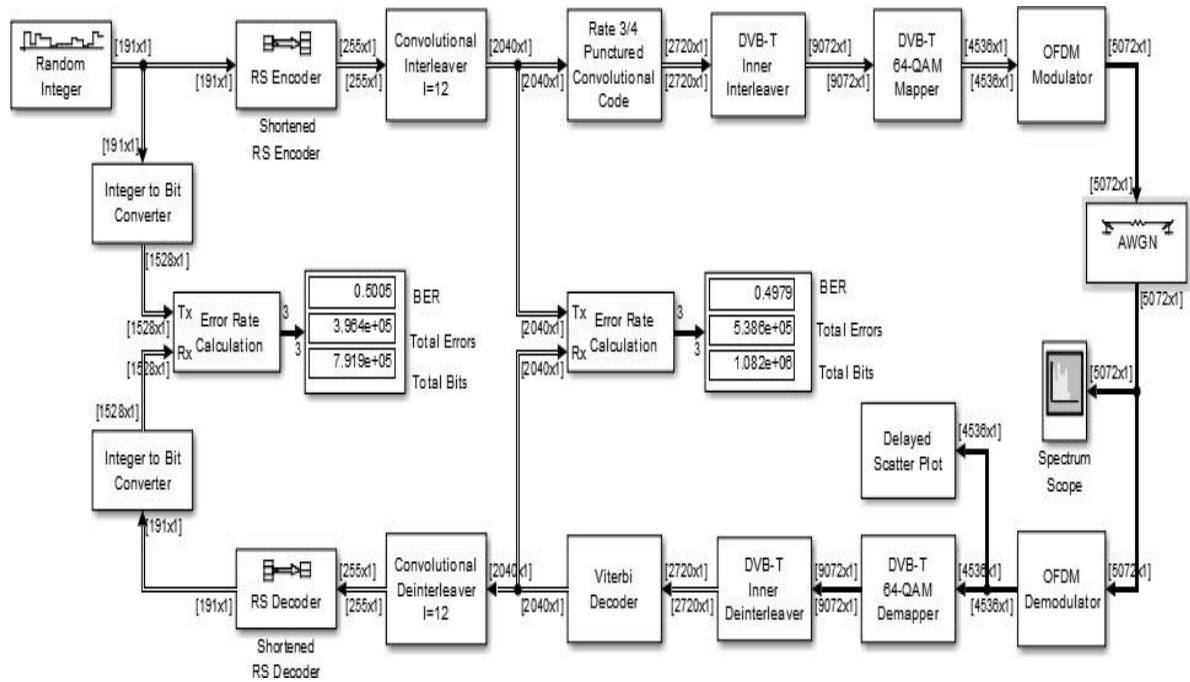 Random
Integer
[191x1]
[191x1]
RS Encoder
Shortened
RS Encoder
[255x1]
[255x1]
Convolutional
Interleaver
I=12
[2040x1]
[2040x1]
Rate 3/4
Punctured
Convolutional
Code
[2720x1]
[2720x1]
DVB-T
Inner
Interleaver
[9072x1]
[9072x1]
DVB-T
64-QAM
Mapper
[4536x1]
[4536x1]
OFDM
Modulator
[5072x1]
[5072x1]
AWGN
[5072x1]
[191x1]
Integer to Bit
Converter
[1528x1]
[1528x1]
Tx
Rx
Error Rate
Calculation
[1528x1]
3
3
0.5005
3.964e+05
7.919e+05
BER
Total Errors
Total Bits
[2040x1]
[2040x1]
Tx
Rx
Error Rate
Calculation
3
3
0.4979
5.386e+05
1.082e+06
BER
Total Errors
Total Bits
[5072x1]
Spectrum
Scope
[1528x1]
Integer to Bit
Converter
[191x1]
Delayed
Scatter Plot
[4536x1]
[191x1]
RS Decoder
Shortened
RS Decoder
[255x1]
[255x1]
Convolutional
Deinterleaver
I=12
[2040x1]
[2040x1]
Viterbi
Decoder
[2720x1]
[2720x1]
DVB-T
Inner
Deinterleaver
[9072x1]
[9072x1]
DVB-T
64-QAM
Demapper
[4536x1]
[4536x1]
OFDM
Demodulator
[5072x1]